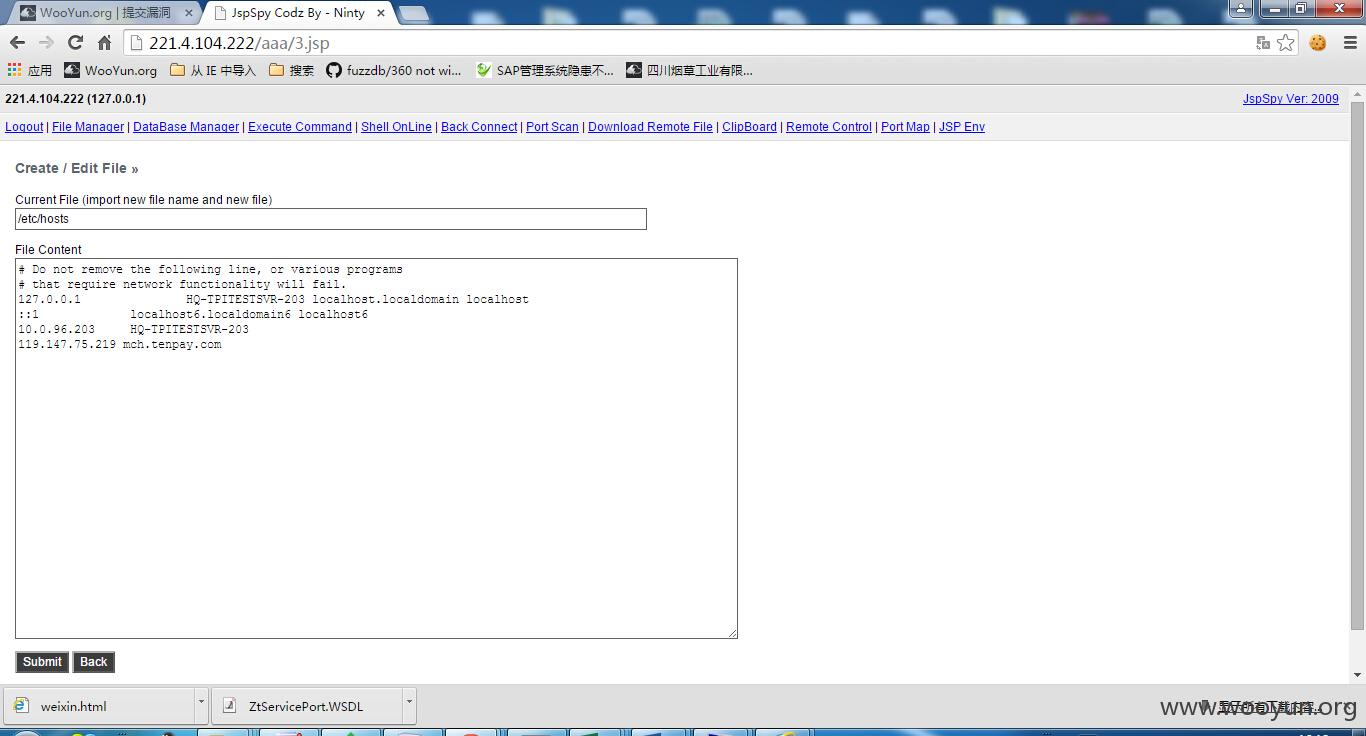 WooYun.org | 提交漏洞
JspSpy Codz By - Ninty
221.4.104.222/aaa/3.jsp
应用 WooYun.org 从 IE 中导入 搜索 fuzzdb/360 not wi... SAP管理系统隐患不... 四川烟草工业有限...
221.4.104.222 (127.0.0.1) JspSpy Ver: 2009
Logout | File Manager | DataBase Manager | Execute Command | Shell OnLine | Back Connect | Port Scan | Download Remote File | ClipBoard | Remote Control | Port Map | JSP Env
Create / Edit File »
Current File (import new file name and new file)
/etc/hosts
File Content
# Do not remove the following line, or various programs
# that require network functionality will fail.
127.0.0.1 HQ-TPITESTSVR-203 localhost.localdomain localhost
::1 localhost6.localdomain6 localhost6
10.0.96.203 HQ-TPITESTSVR-203
119.147.75.219 mch.tenpay.com
Submit Back
weixin.html ZtServicePort.WSDL
www.wooyun.org